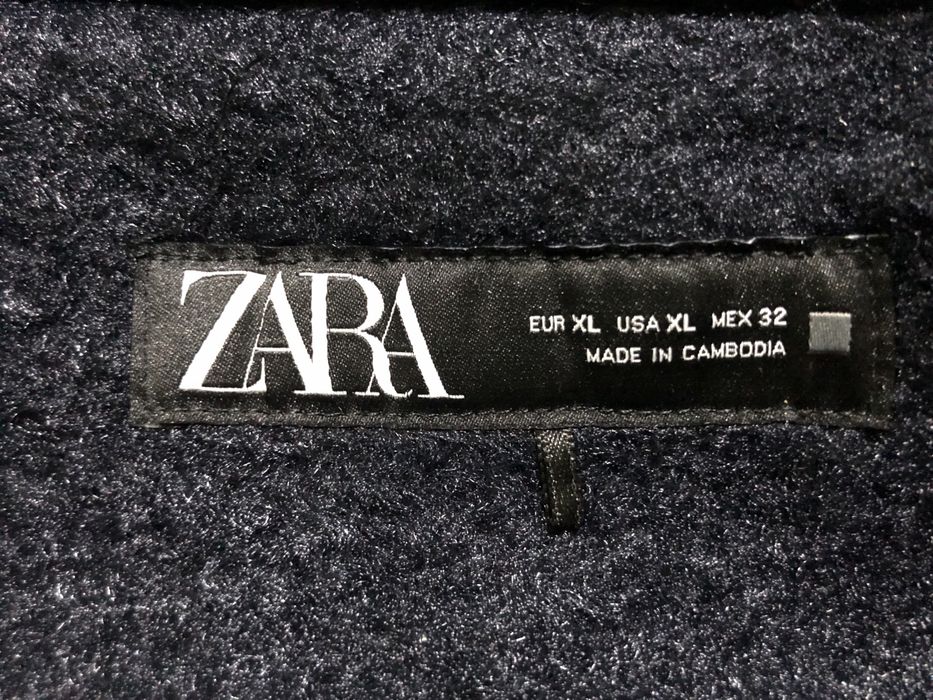 ZARA
EUR XL USA XL MEX 32
MADE IN CAMBODIA